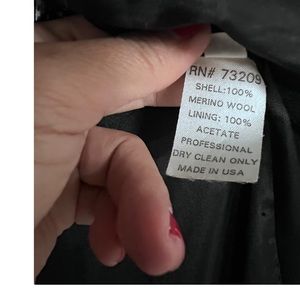 RN# 73209
SHELL:100%
MERINO WOOL
LINING: 100%
ACETATE
PROFESSIONAL
DRY CLEAN ONLY
MADE IN USA